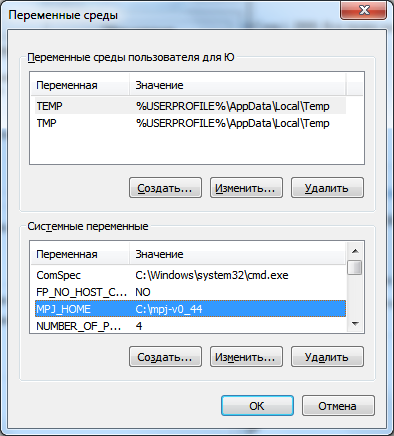 Переменные среды
Переменные среды пользователя для Ю
Переменная Значение
TEMP %USERPROFILE%\AppData\Local\Temp
TMP %USERPROFILE%\AppData\Local\Temp
Создать... Изменить... Удалить
Системные переменные
Переменная Значение
ComSpec C:\Windows\system32\cmd.exe
FP_NO_HOST_C... NO
MPJ_HOME C:\mpj-v0_44
NUMBER_OF_P... 4
Создать... Изменить... Удалить
OK Отмена